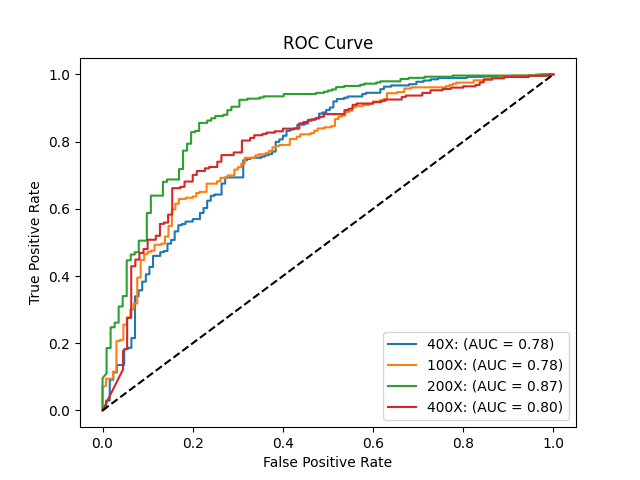 ROC Curve
True Positive Rate
1.0
0.8
0.6
0.4
0.2
0.0
40X: (AUC = 0.78)
100X: (AUC = 0.78)
200X: (AUC = 0.87)
400X: (AUC = 0.80)
0.0 0.2 0.4 0.6 0.8 1.0
False Positive Rate